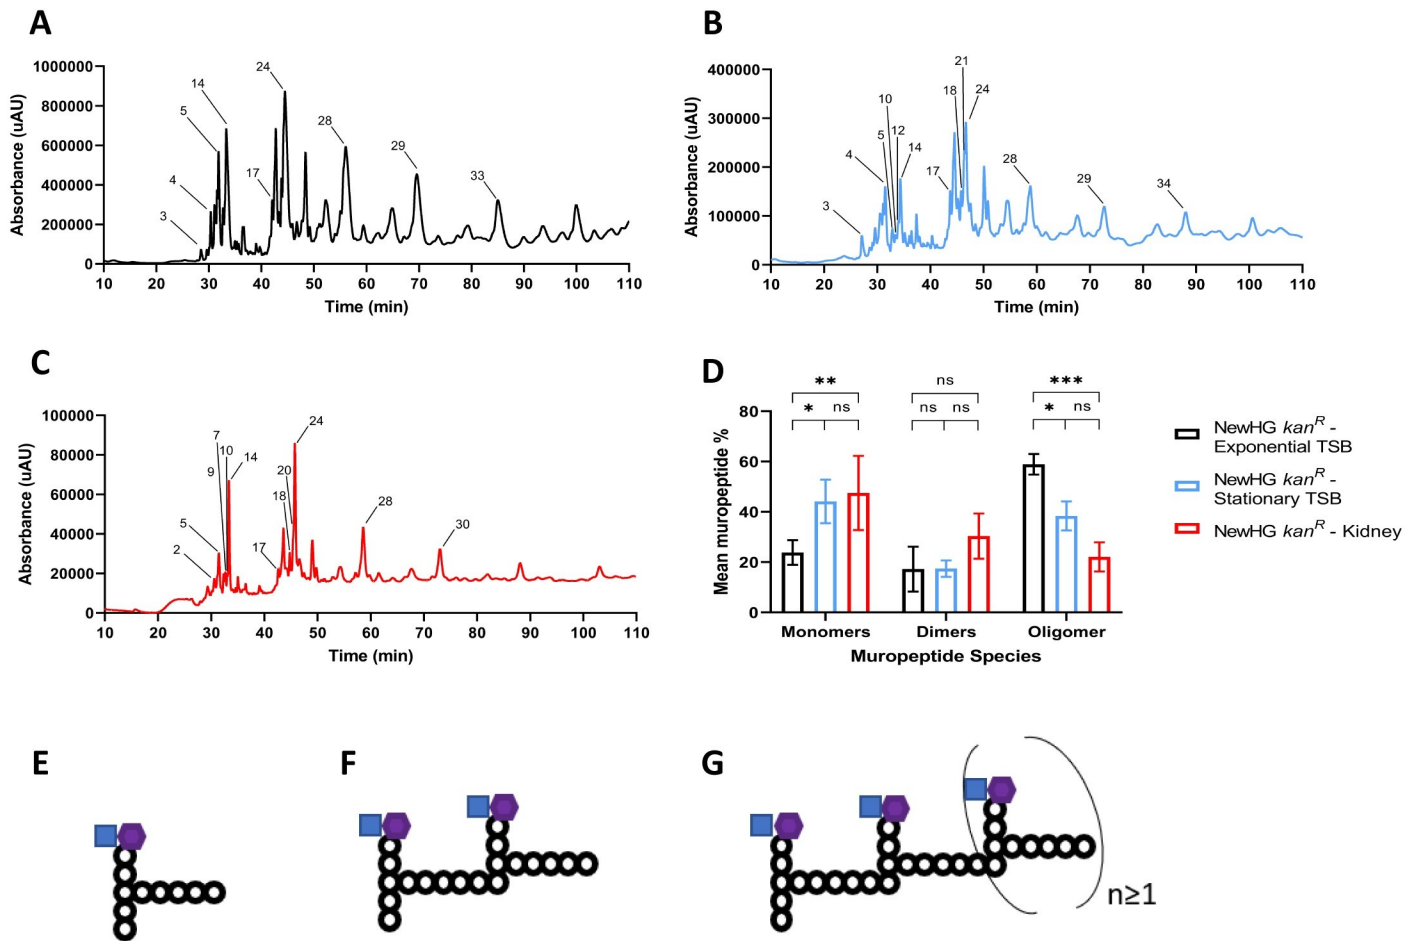 A
Absorbance (uAU)
1000000
800000
600000
400000
200000
0
3
4
5
14
17
24
28
29
33
10 20 30 40 50 60 70 80 90 100 110
Time (min)
B
Absorbance (uAU)
400000
300000
200000
100000
0
3
4
5
10
12
14
17
18
21
24
28
29
34
10 20 30 40 50 60 70 80 90 100 110
Time (min)
C
Absorbance (uAU)
100000
80000
60000
40000
20000
0
2
5
9
7
10
14
17
18
20
24
28
30
10 20 30 40 50 60 70 80 90 100 110
Time (min)
D
Mean muropeptide %
80
60
40
20
0
** ns ***
* ns ns ns * ns
Monomers Dimers Oligomer
Muropeptide Species
NewHG kanR -
Exponential TSB
NewHG kanR -
Stationary TSB
NewHG kanR - Kidney
E
F
G
n≥1